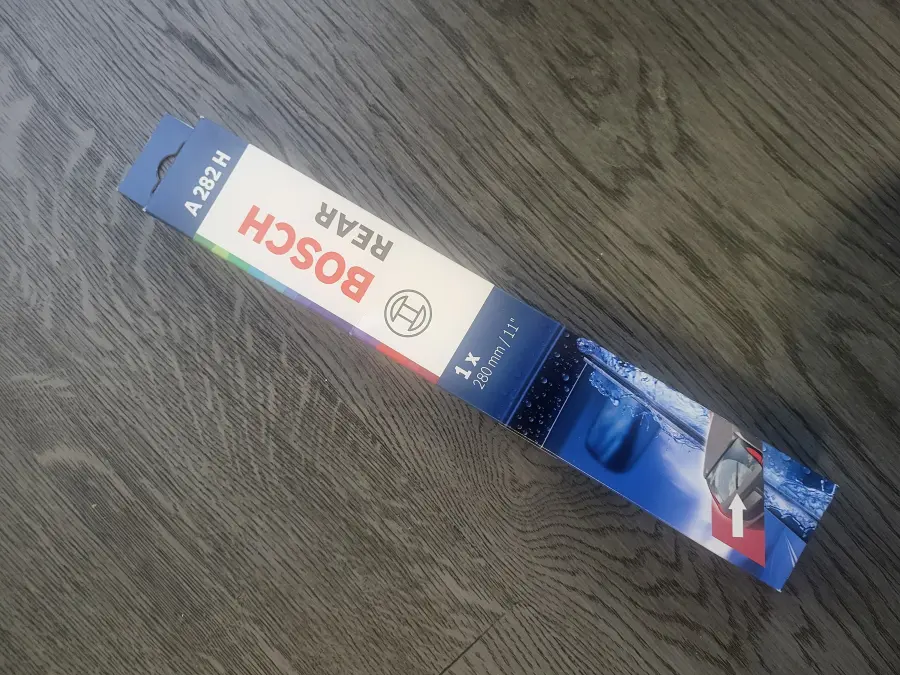 A 282 H
BOSCH
REAR
1 x
280 mm / 11"